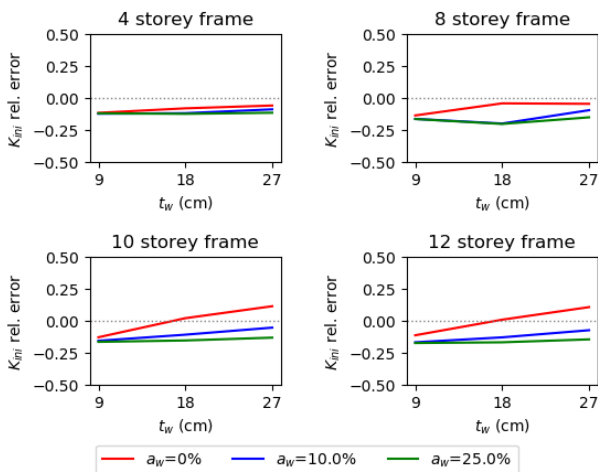 4 storey frame
0.50
0.25
0.00
−0.25
−0.50
K_ini rel. error
9 18 27
t_w (cm)
8 storey frame
0.50
0.25
0.00
−0.25
−0.50
K_ini rel. error
9 18 27
t_w (cm)
10 storey frame
0.50
0.25
0.00
−0.25
−0.50
K_ini rel. error
9 18 27
t_w (cm)
12 storey frame
0.50
0.25
0.00
−0.25
−0.50
K_ini rel. error
9 18 27
t_w (cm)
a_w=0% a_w=10.0% a_w=25.0%